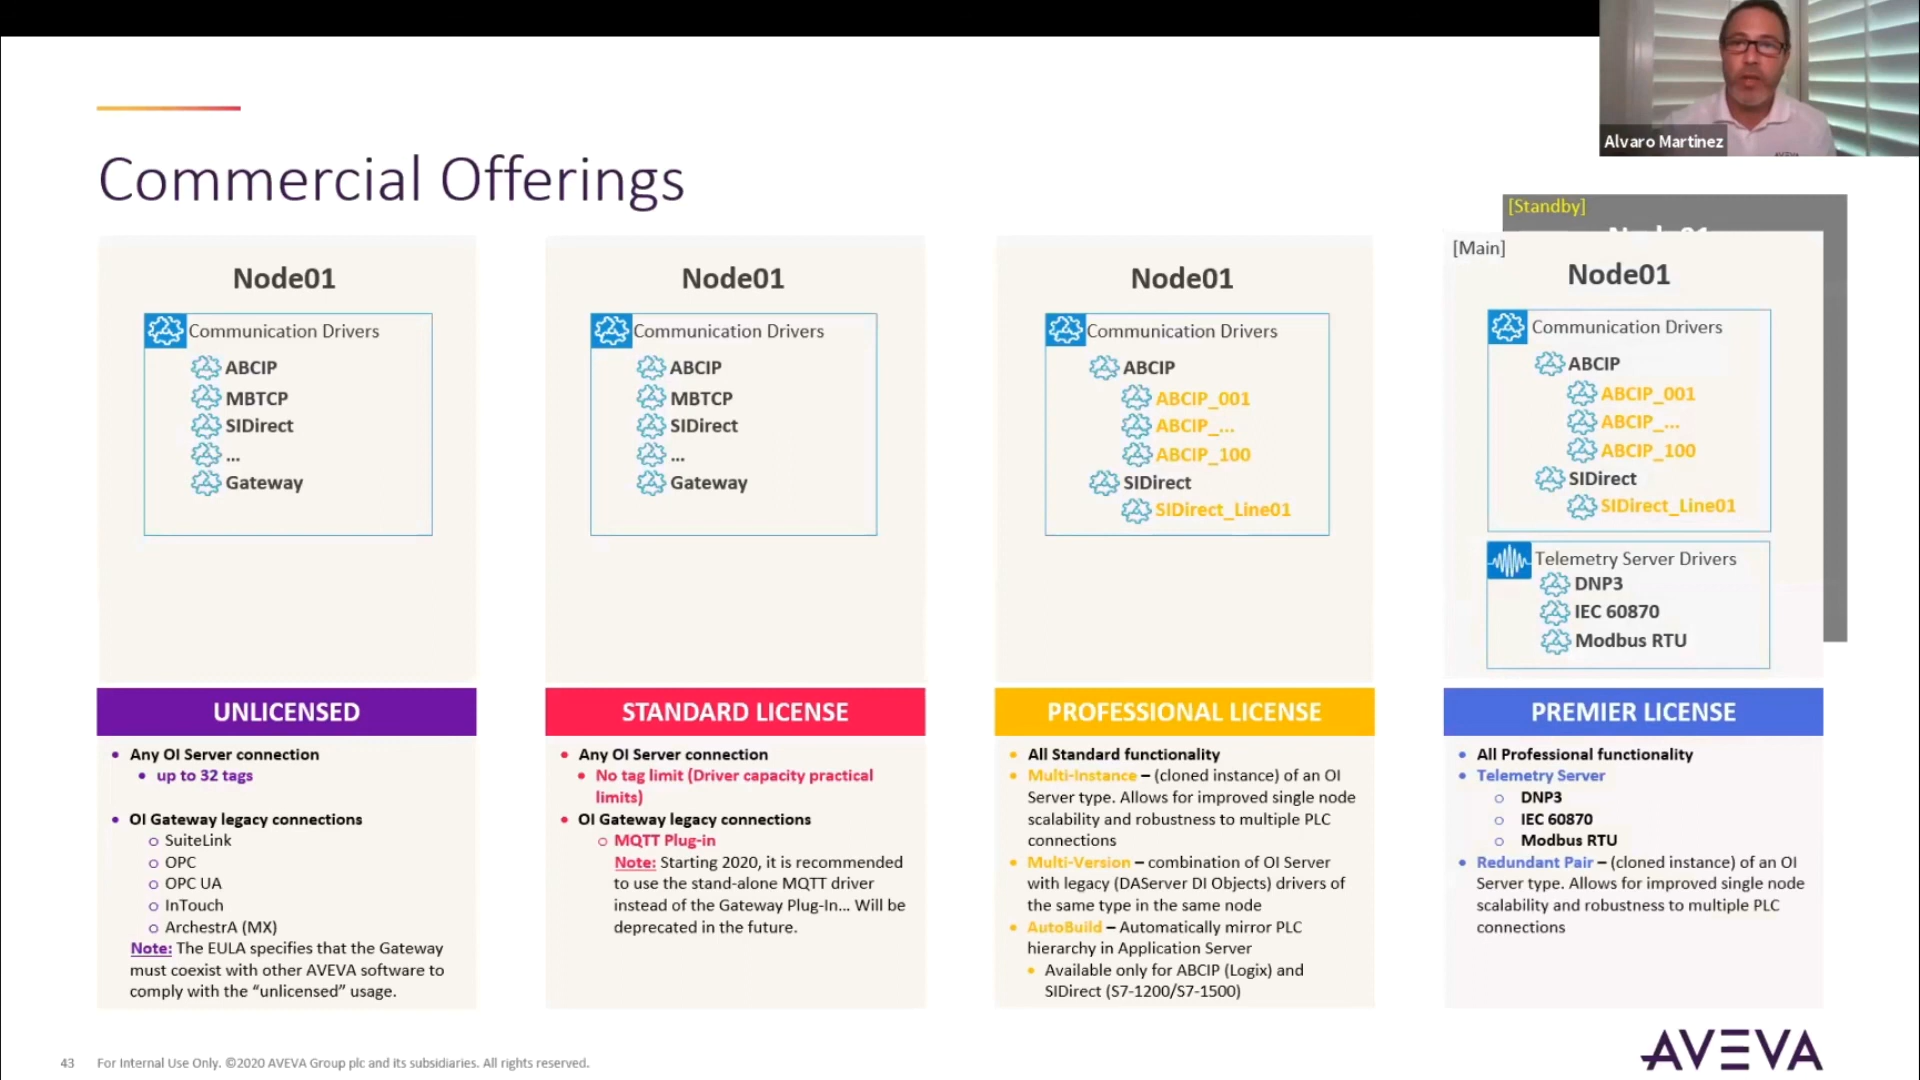 Alvaro Martinez
Commercial Offerings
Node01
Communication Drivers
ABCIP
MBTCP
SIDirect
...
Gateway
UNLICENSED
• Any OI Server connection
• up to 32 tags
• OI Gateway legacy connections
o SuiteLink
o OPC
o OPC UA
o InTouch
o ArchestrA (MX)
Note: The EULA specifies that the Gateway
must coexist with other AVEVA software to
comply with the “unlicensed” usage.
Node01
Communication Drivers
ABCIP
MBTCP
SIDirect
...
Gateway
STANDARD LICENSE
• Any OI Server connection
• No tag limit (Driver capacity practical
limits)
• OI Gateway legacy connections
o MQTT Plug-in
Note: Starting 2020, it is recommended
to use the stand-alone MQTT driver
instead of the Gateway Plug-In... Will be
deprecated in the future.
Node01
Communication Drivers
ABCIP
ABCIP_001
ABCIP_...
ABCIP_100
SIDirect
SIDirect_Line01
PROFESSIONAL LICENSE
• All Standard functionality
• Multi-Instance – (cloned instance) of an OI
Server type. Allows for improved single node
scalability and robustness to multiple PLC
connections
• Multi-Version – combination of OI Server
with legacy (DAServer DI Objects) drivers of
the same type in the same node
• AutoBuild – Automatically mirror PLC
hierarchy in Application Server
• Available only for ABCIP (Logix) and
SIDirect (S7-1200/S7-1500)
[Standby]
Node01
[Main]
Node01
Communication Drivers
ABCIP
ABCIP_001
ABCIP_...
ABCIP_100
SIDirect
SIDirect_Line01
Telemetry Server Drivers
DNP3
IEC 60870
Modbus RTU
PREMIER LICENSE
• All Professional functionality
• Telemetry Server
o DNP3
o IEC 60870
o Modbus RTU
• Redundant Pair – (cloned instance) of an OI
Server type. Allows for improved single node
scalability and robustness to multiple PLC
connections
43 For Internal Use Only. ©2020 AVEVA Group plc and its subsidiaries. All rights reserved.
AVEVA